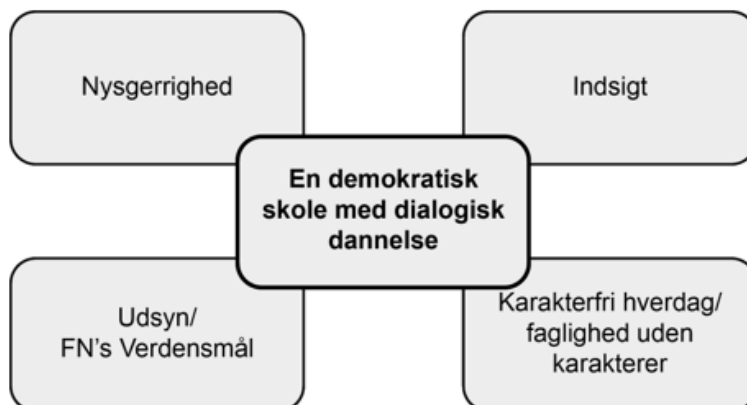 Nysgerrighed
Indsigt
En demokratisk
skole med dialogisk
dannelse
Udsyn/
FN's Verdensmål
Karakterfri hverdag/
faglighed uden
karakterer